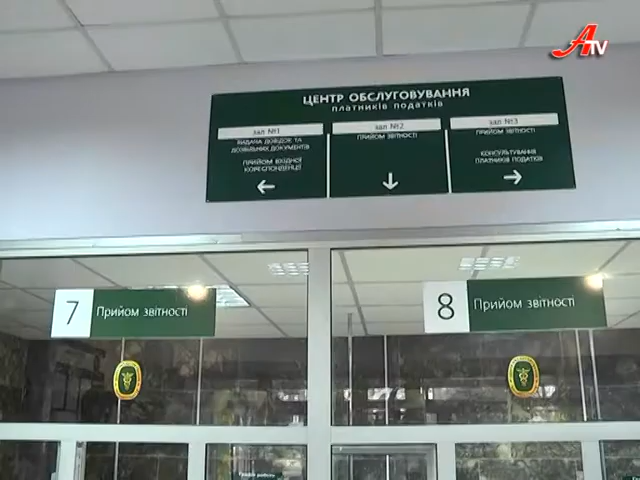 АTV
ЦЕНТР ОБСЛУГОВУВАННЯ
платників податків
зал №1
ВИДАЧА ДОВІДОК ТА
ДОЗВІЛЬНИХ ДОКУМЕНТІВ
ПРИЙОМ ВХІДНОЇ
КОРЕСПОНДЕНЦІЇ
зал №2
ПРИЙОМ ЗВІТНОСТІ
зал №3
ПРИЙОМ ЗВІТНОСТІ
КОНСУЛЬТУВАННЯ
ПЛАТНИКІВ ПОДАТКІВ
7 Прийом звітності
8 Прийом звітності